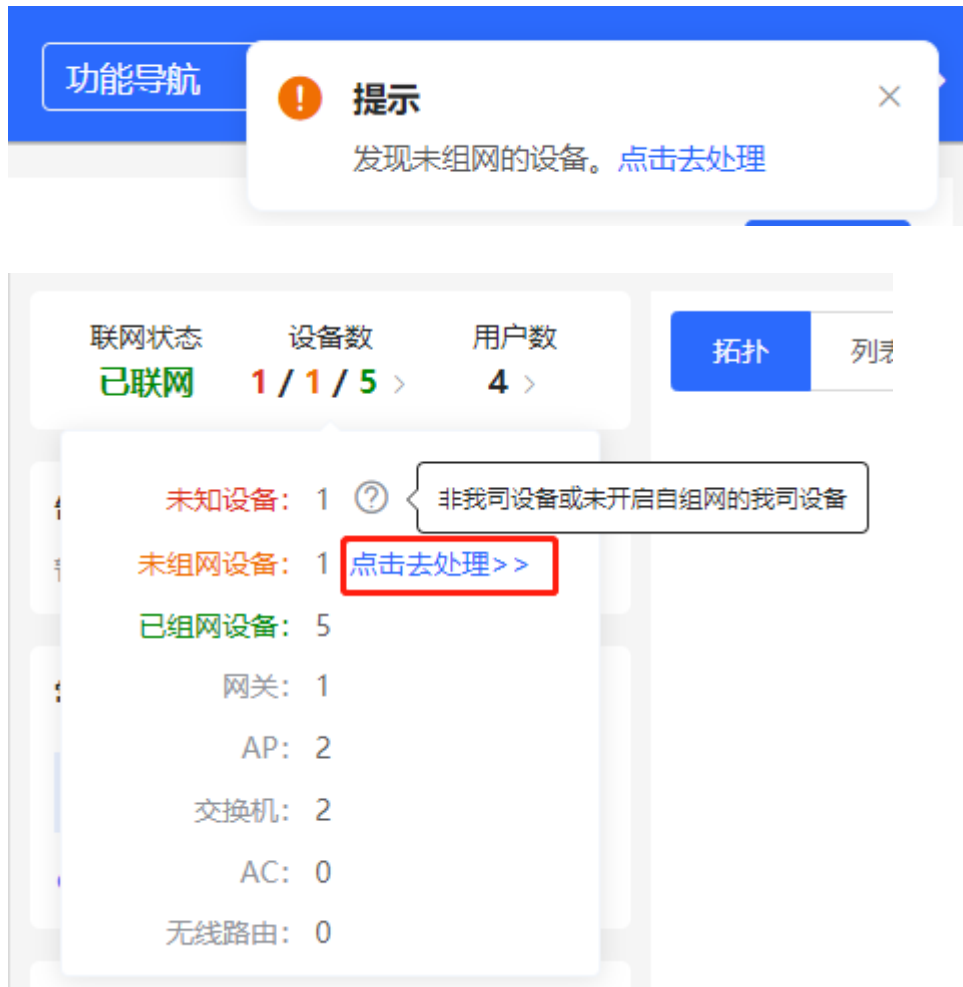 功能导航
提示
发现未组网的设备。点击去处理
联网状态 设备数 用户数
已联网 1 / 1 / 5 > 4 >
拓扑
未知设备: 1 ? 非我司设备或未开启自组网的我司设备
未组网设备: 1 点击去处理>>
已组网设备: 5
网关: 1
AP: 2
交换机: 2
AC: 0
无线路由: 0